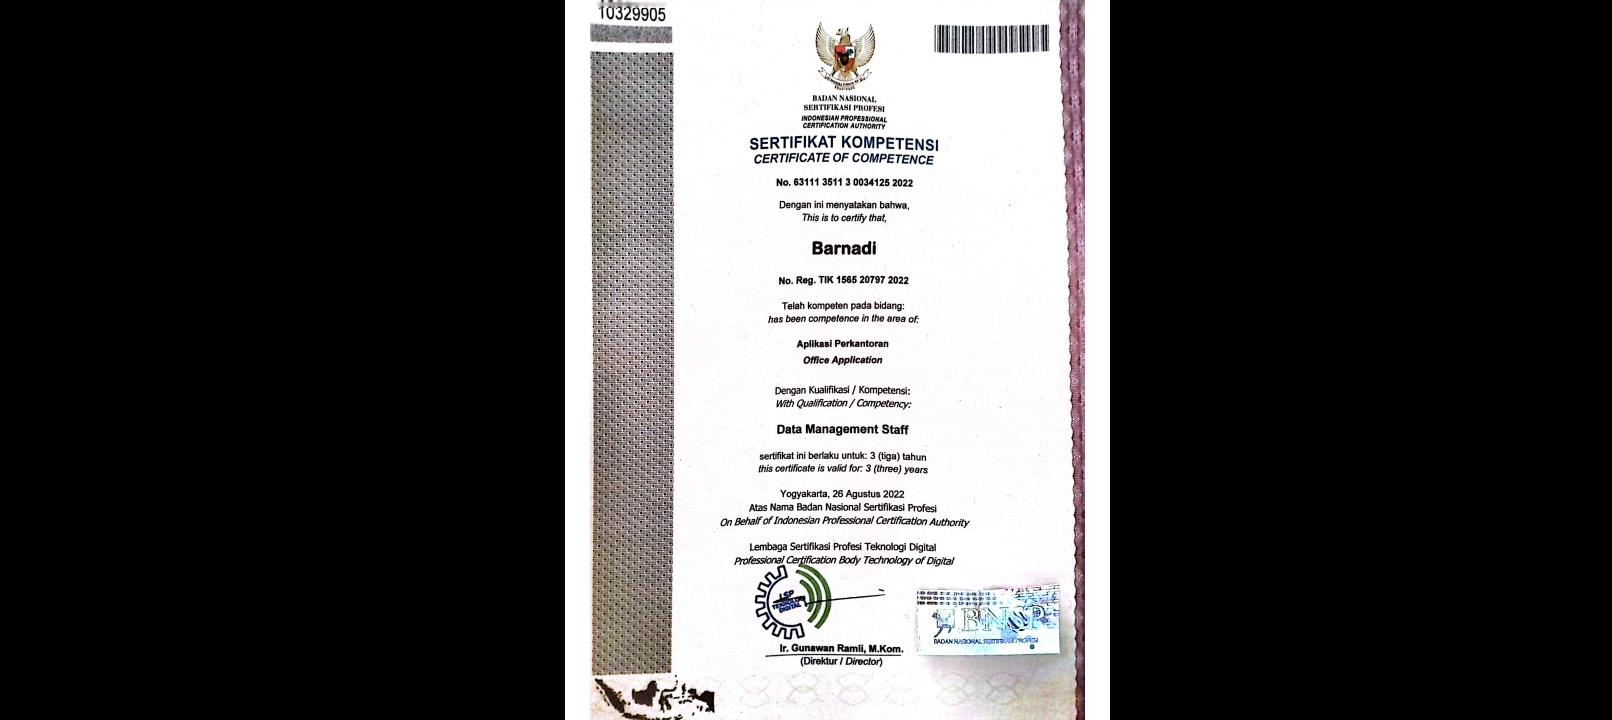 10329905
BADAN NASIONAL
SERTIFIKASI PROFESI
INDONESIAN PROFESSIONAL
CERTIFICATION AUTHORITY
SERTIFIKAT KOMPETENSI
CERTIFICATE OF COMPETENCE
No. 63111 3511 3 0034125 2022
Dengan ini menyatakan bahwa,
This is to certify that,
Barnadi
No. Reg. TIK 1565 20797 2022
Telah kompeten pada bidang:
has been competence in the area of:
Aplikasi Perkantoran
Office Application
Dengan Kualifikasi / Kompetensi:
With Qualification / Competency:
Data Management Staff
sertifikat ini berlaku untuk: 3 (tiga) tahun
this certificate is valid for: 3 (three) years
Yogyakarta, 26 Agustus 2022
Atas Nama Badan Nasional Sertifikasi Profesi
On Behalf of Indonesian Professional Certification Authority
Lembaga Sertifikasi Profesi Teknologi Digital
Professional Certification Body Technology of Digital
LSP
TEKNOLOGI
DIGITAL
BNSP
BADAN NASIONAL SERTIFIKASI PROFESI
Ir. Gunawan Ramli, M.Kom.
(Direktur / Director)